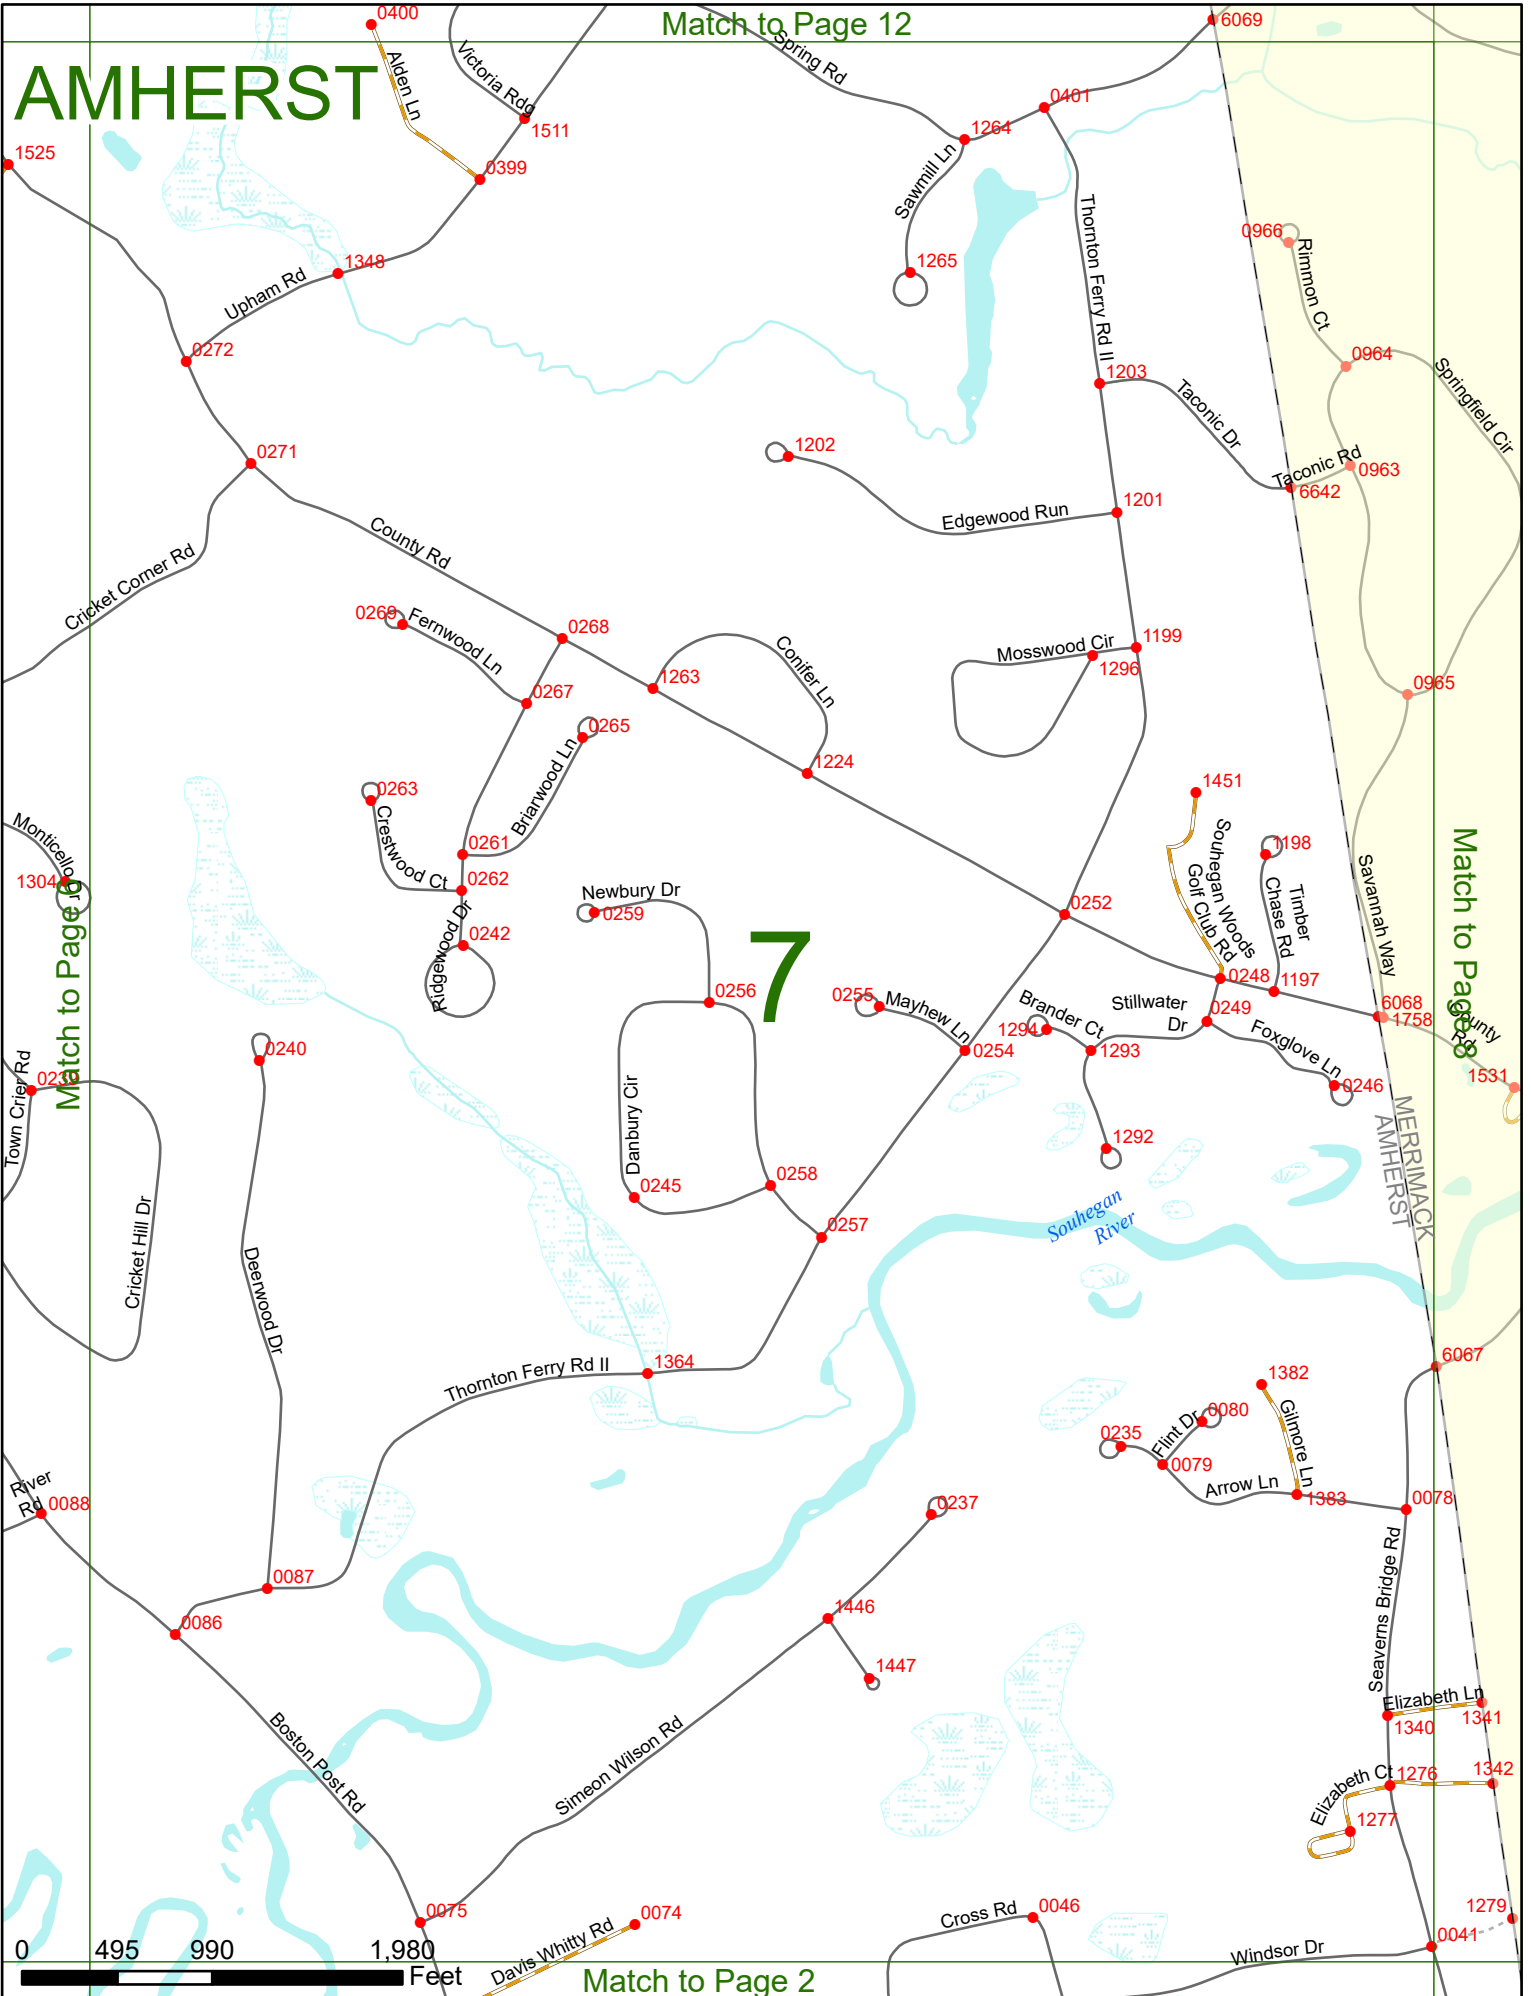 0400
Match to Page 12
6069
Spring Rd
Victoria Rdg
Alden Ln
AMHERST
0401
1511
1264
1525
0399
Sawmill Ln
Thornton Ferry Rd II
0966
Rimmon Ct
1348
1265
Upham Rd
0272
0964
Springfield Cir
1203
Taconic Dr
1202
0271
Taconic Rd
0963
6642
1201
Edgewood Run
County Rd
Cricket Corner Rd
0269
Fernwood Ln
0268
Conifer Ln
Mosswood Cir
1199
1296
1263
0267
0965
0265
Briarwood Ln
1224
0263
Crestwood Ct
1451
Monticello Dr
1304
Match to Page 6
0261
0262
Souhegan Woods
Golf Club Rd
1198
Timber
Chase Rd
Savannah Way
Match to Page 8
Newbury Dr
0259
0252
Ridgewood Dr
0242
7
0248
1197
0256
0255
Mayhew Ln
Brander Ct
1294
Stillwater
Dr
0249
6068
1758
County
Rd
Foxglove Ln
0240
0254
1293
0246
1531
Town Crier Rd
Danbury Cir
MERRIMACK
AMHERST
1292
0258
0245
Souhegan
River
0257
Cricket Hill Dr
Deerwood Dr
1364
Thornton Ferry Rd II
6067
1382
Gilmore Ln
0080
Flint Dr
0235
0079
Arrow Ln
1383
0078
River
Rd
0088
0237
Seaverns Bridge Rd
0087
0086
1446
1447
Elizabeth Ln
1341
1340
Boston Post Rd
Simeon Wilson Rd
1276
1342
Elizabeth Ct
1277
0075
Davis Whitty Rd
0074
Cross Rd
0046
1279
0041
Windsor Dr
0 495 990 1,980
Feet
Match to Page 2